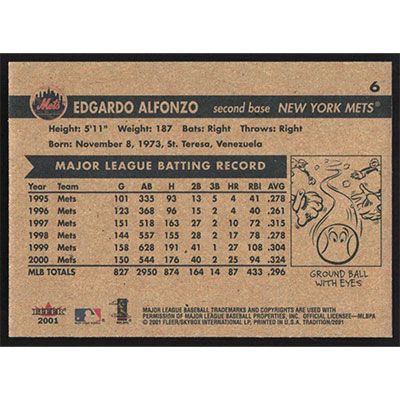 6
Mets EDGARDO ALFONZO second base NEW YORK METS®
Height: 5'11" Weight: 187 Bats: Right Throws: Right
Born: November 8, 1973, St. Teresa, Venezuela
MAJOR LEAGUE BATTING RECORD
Year Team G AB H 2B 3B HR RBI AVG
1995 Mets 101 335 93 13 5 4 41 .278
1996 Mets 123 368 96 15 2 4 40 .261
1997 Mets 151 518 163 27 2 10 72 .315
1998 Mets 144 557 155 28 2 17 78 .278
1999 Mets 158 628 191 41 1 27 108 .304
2000 Mets 150 544 176 40 2 25 94 .324
MLB TOTALS 827 2950 874 164 14 87 433 .296
GROUND BALL
WITH EYES
FLEER
2001
MAJOR LEAGUE BASEBALL TRADEMARKS AND COPYRIGHTS ARE USED WITH
PERMISSION OF MAJOR LEAGUE BASEBALL PROPERTIES, INC. OFFICIAL LICENSEE—MLBPA
© 2001 FLEER/SKYBOX INTERNATIONAL LP. PRINTED IN U.S.A. TRADITION/2001